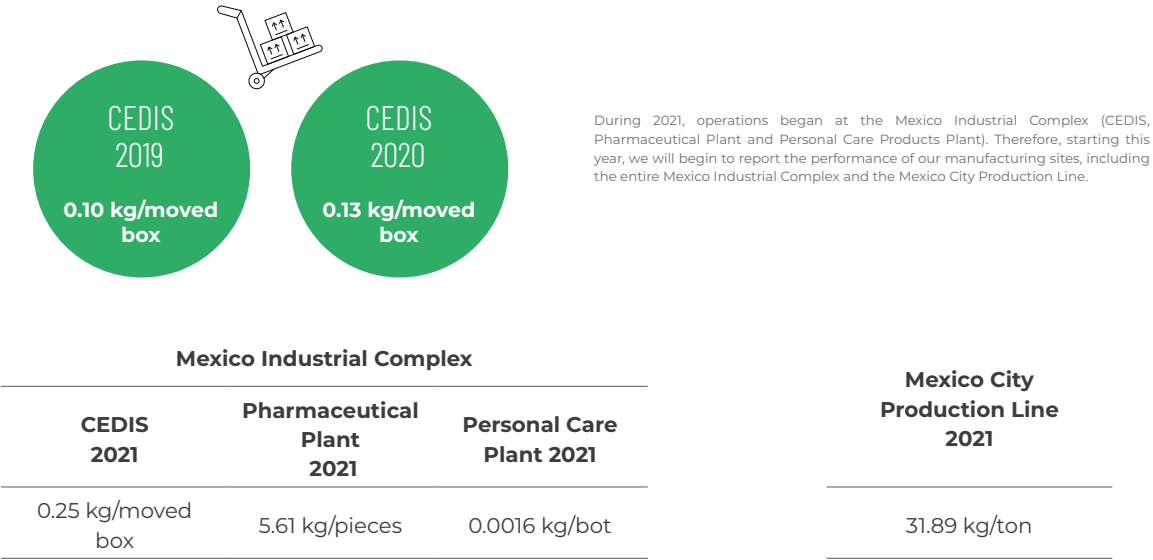 CEDIS
2019
0.10 kg/moved
box
CEDIS
2020
0.13 kg/moved
box
During 2021, operations began at the Mexico Industrial Complex (CEDIS,
Pharmaceutical Plant and Personal Care Products Plant). Therefore, starting this
year, we will begin to report the performance of our manufacturing sites, including
the entire Mexico Industrial Complex and the Mexico City Production Line.
Mexico Industrial Complex
CEDIS
2021
Pharmaceutical
Plant
2021
Personal Care
Plant 2021
0.25 kg/moved
box
5.61 kg/pieces
0.0016 kg/bot
Mexico City
Production Line
2021
31.89 kg/ton